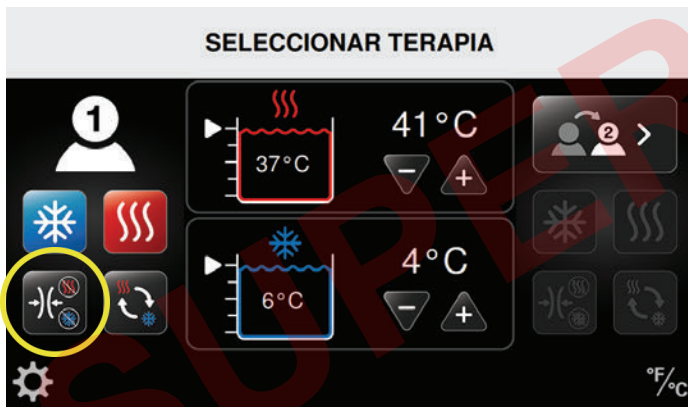 SELECCIONAR TERAPIA
1
41°C
37°C
2
4°C
6°C
°F/°C
SUPER